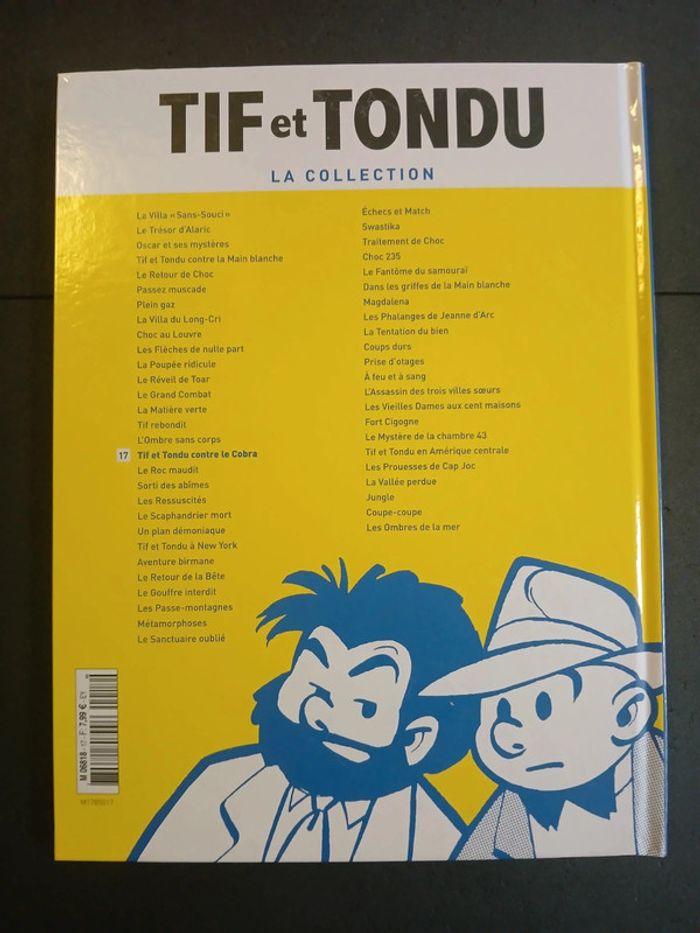 TIF et TONDU
LA COLLECTION
La Villa «Sans-Souci»
Le Trésor d'Alaric
Oscar et ses mystères
Tif et Tondu contre la Main blanche
Le Retour de Choc
Passez muscade
Plein gaz
La Villa du Long-Cri
Choc au Louvre
Les Flèches de nulle part
La Poupée ridicule
Le Réveil de Toar
Le Grand Combat
La Matière verte
Tif rebondit
L'Ombre sans corps
17 Tif et Tondu contre le Cobra
Le Roc maudit
Sorti des abîmes
Les Ressuscités
Le Scaphandrier mort
Un plan démoniaque
Tif et Tondu à New York
Aventure birmane
Le Retour de la Bête
Le Gouffre interdit
Les Passe-montagnes
Métamorphoses
Le Sanctuaire oublié
Échecs et Match
Swastika
Traitement de Choc
Choc 235
Le Fantôme du samouraï
Dans les griffes de la Main blanche
Magdalena
Les Phalanges de Jeanne d'Arc
La Tentation du bien
Coups durs
Prise d'otages
À feu et à sang
L'Assassin des trois villes sœurs
Les Vieilles Dames aux cent maisons
Fort Cigogne
Le Mystère de la chambre 43
Tif et Tondu en Amérique centrale
Les Prouesses de Cap Joc
La Vallée perdue
Jungle
Coupe-coupe
Les Ombres de la mer
M 06818 - 17 - F: 7,99 €